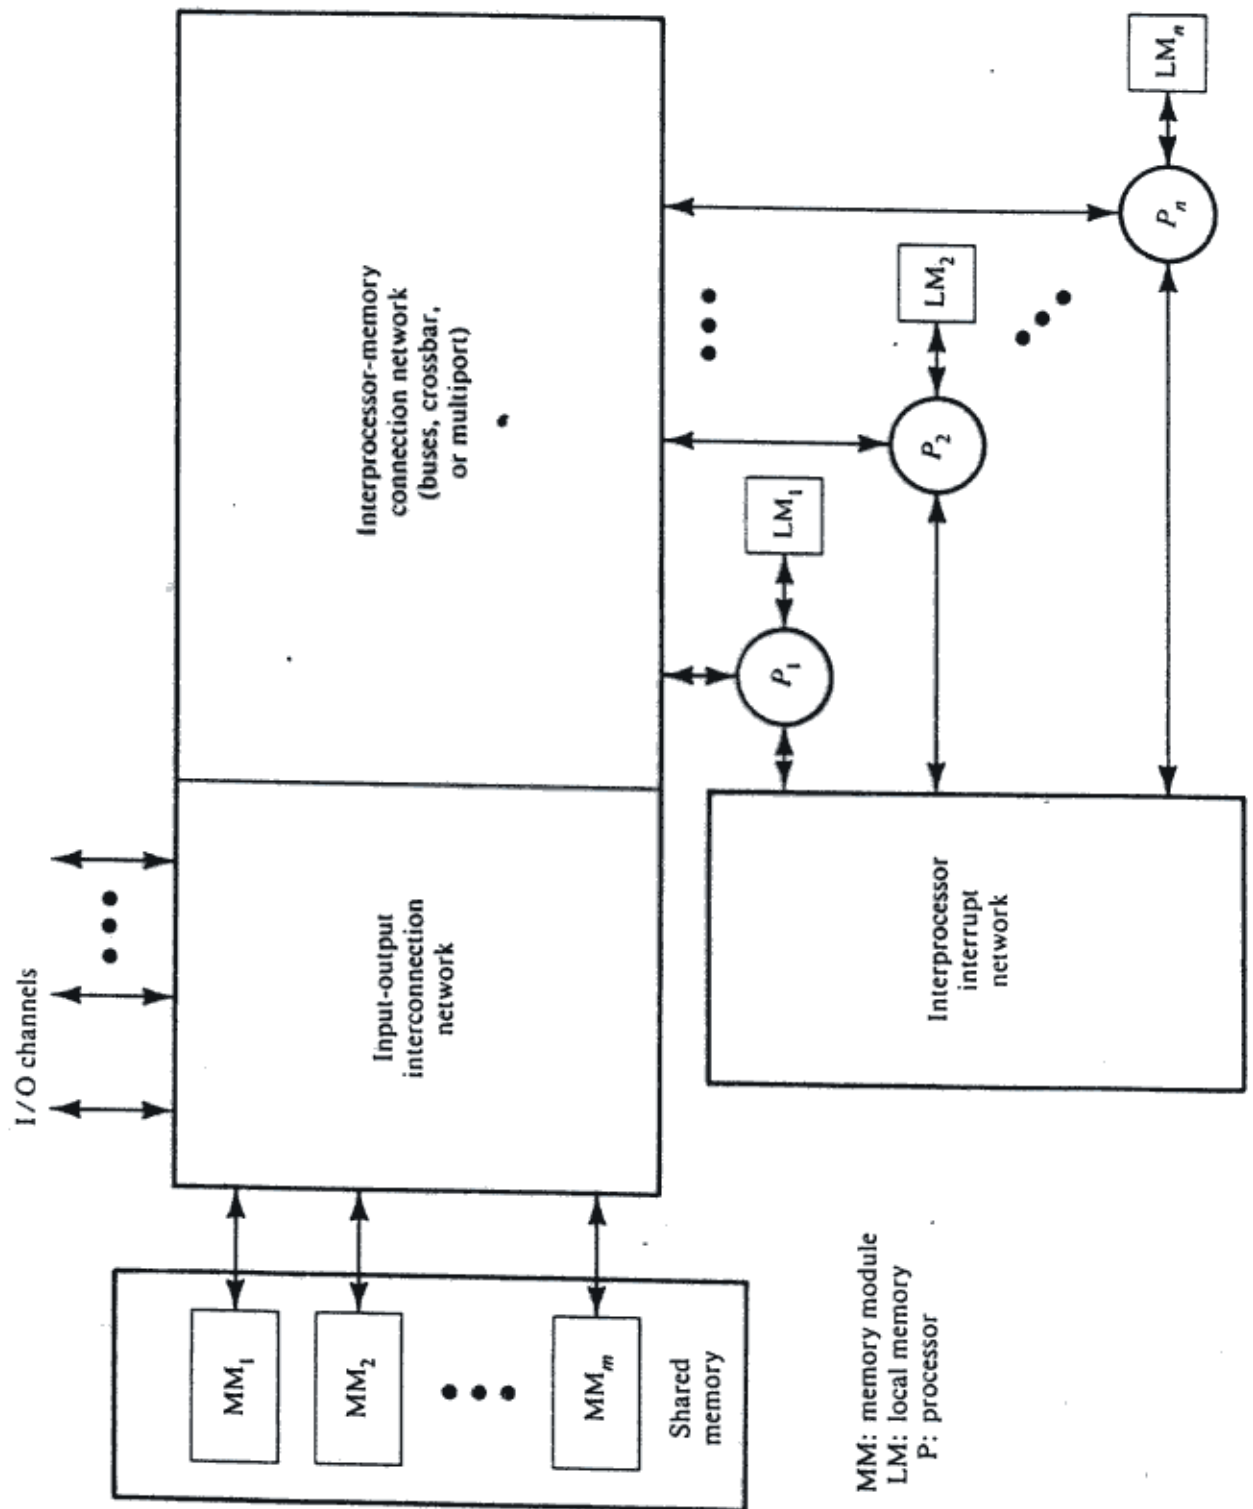 I/O channels
Input-output
interconnection
network
Interprocessor-memory
connection network
(buses, crossbar,
or multiport)
MM1
MM2
MMm
Shared
memory
P1
LM1
P2
LM2
Pn
LMn
Interprocessor
interrupt
network
MM: memory module
LM: local memory
P: processor